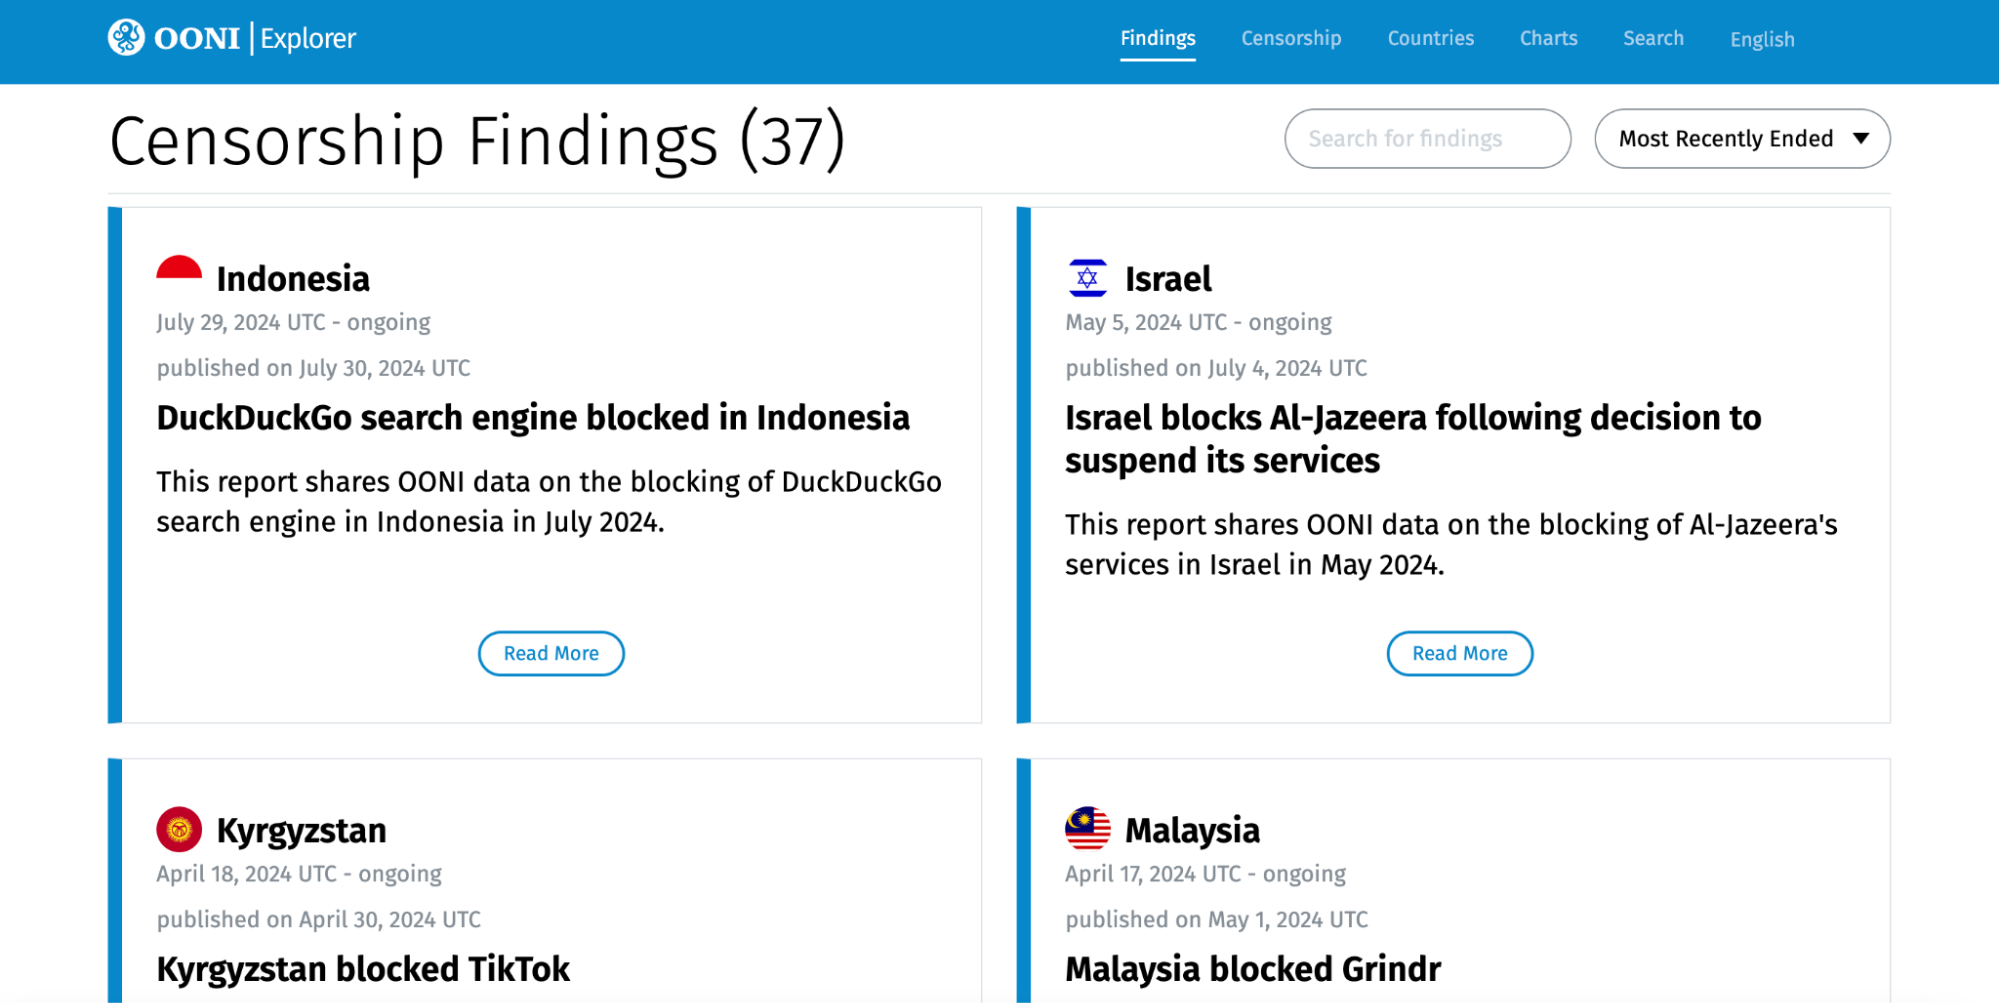 OONI Explorer
Findings Censorship Countries Charts Search English
Censorship Findings (37)
Search for findings
Most Recently Ended
Indonesia
July 29, 2024 UTC - ongoing
published on July 30, 2024 UTC
DuckDuckGo search engine blocked in Indonesia
This report shares OONI data on the blocking of DuckDuckGo
search engine in Indonesia in July 2024.
Read More
Israel
May 5, 2024 UTC - ongoing
published on July 4, 2024 UTC
Israel blocks Al-Jazeera following decision to
suspend its services
This report shares OONI data on the blocking of Al-Jazeera's
services in Israel in May 2024.
Read More
Kyrgyzstan
April 18, 2024 UTC - ongoing
published on April 30, 2024 UTC
Kyrgyzstan blocked TikTok
Malaysia
April 17, 2024 UTC - ongoing
published on May 1, 2024 UTC
Malaysia blocked Grindr